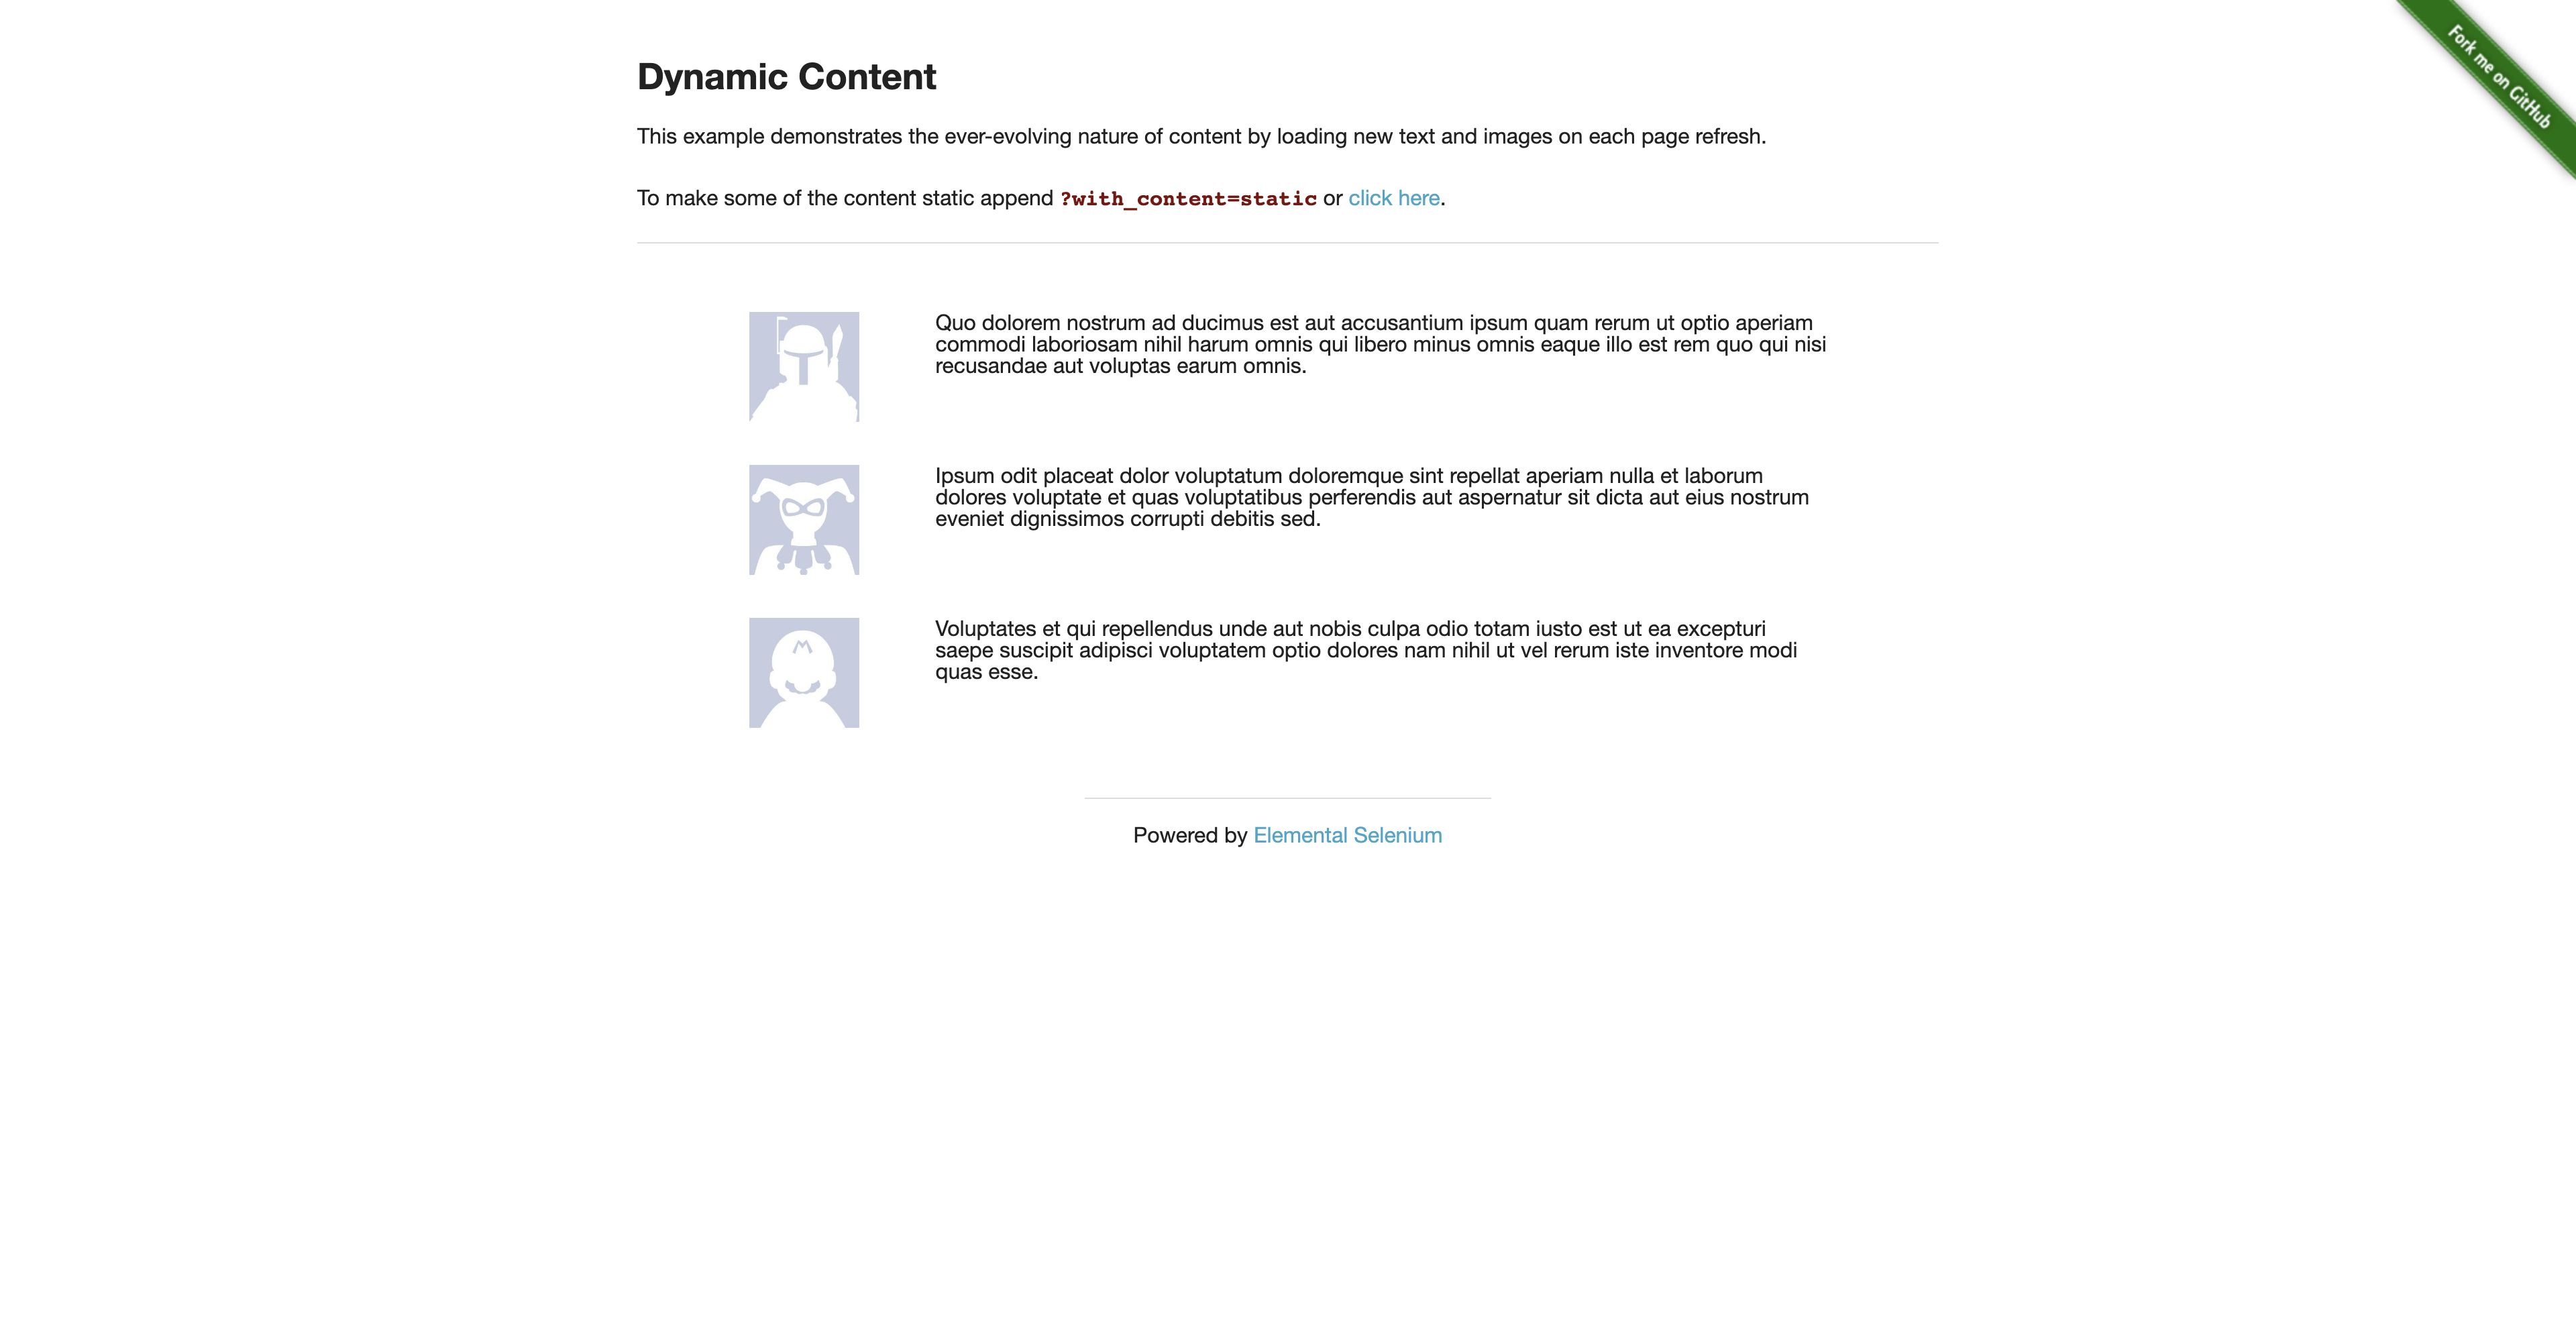 Fork me on GitHub
Dynamic Content
This example demonstrates the ever-evolving nature of content by loading new text and images on each page refresh.
To make some of the content static append ?with_content=static or click here.
Quo dolorem nostrum ad ducimus est aut accusantium ipsum quam rerum ut optio aperiam
commodi laboriosam nihil harum omnis qui libero minus omnis eaque illo est rem quo qui nisi
recusandae aut voluptas earum omnis.
Ipsum odit placeat dolor voluptatum doloremque sint repellat aperiam nulla et laborum
dolores voluptate et quas voluptatibus perferendis aut aspernatur sit dicta aut eius nostrum
eveniet dignissimos corrupti debitis sed.
Voluptates et qui repellendus unde aut nobis culpa odio totam iusto est ut ea excepturi
saepe suscipit adipisci voluptatem optio dolores nam nihil ut vel rerum iste inventore modi
quas esse.
Powered by Elemental Selenium